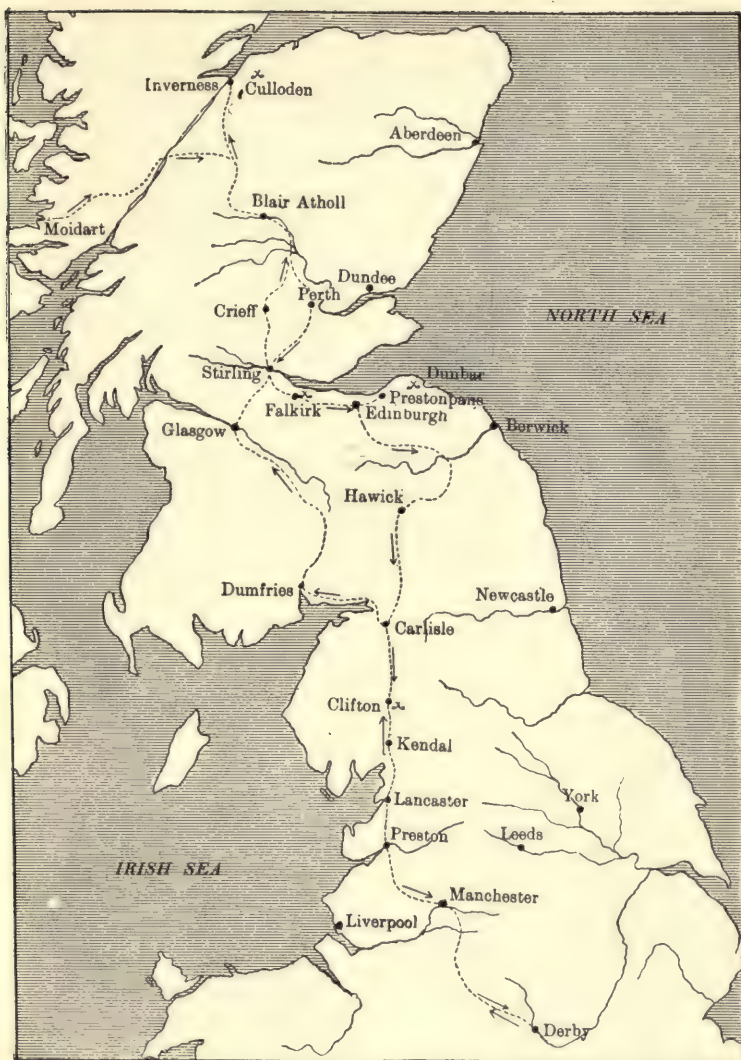 Inverness
Culloden
Aberdeen
Moidart
Blair Atholl
Dundee
Perth
Crieff
NORTH SEA
Stirling
Dunbar
Prestonpans
Falkirk
Edinburgh
Glasgow
Berwick
Hawick
Dumfries
Newcastle
Carlisle
Clifton
Kendal
Lancaster
York
Preston
Leeds
IRISH SEA
Manchester
Liverpool
Derby